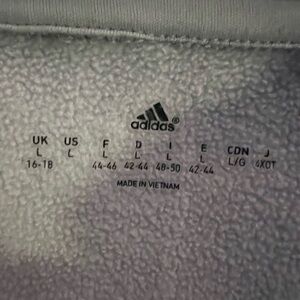 adidas®
UK US F D I E CDN J
L L L L L L L/G 4XOT
16-18 44-46 42-44 48-50 42-44
MADE IN VIETNAM